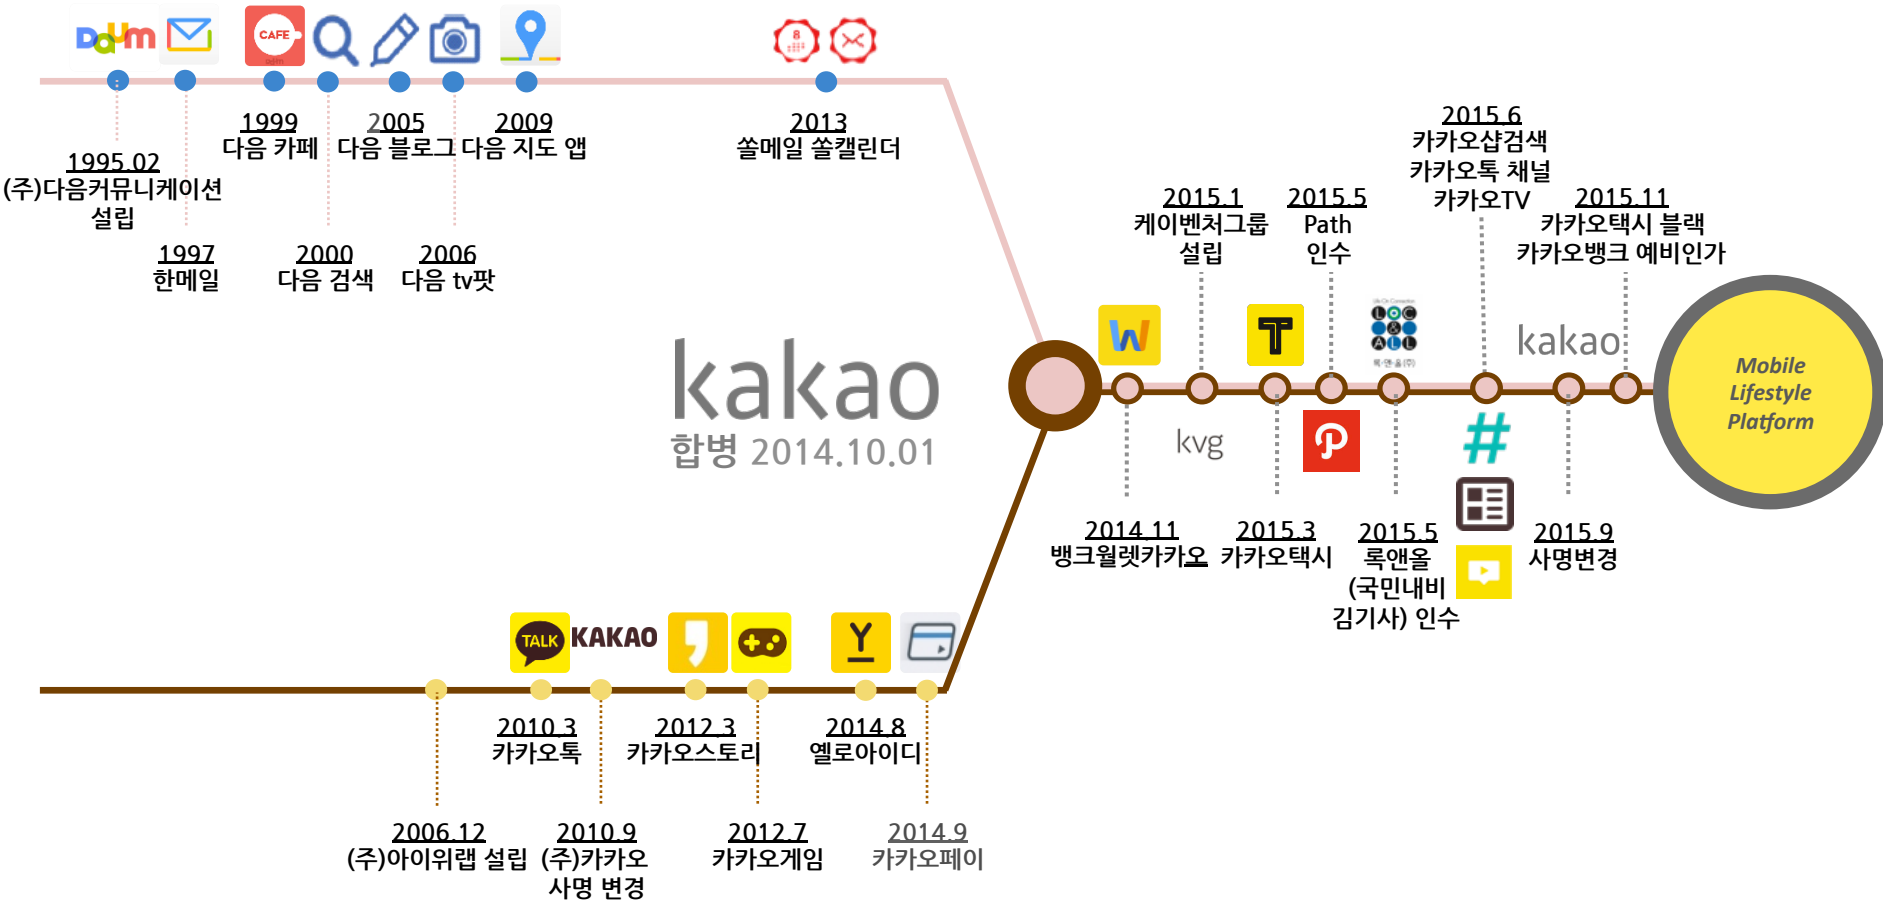 Daum
CAFE
8
1995.02
(주)다음커뮤니케이션
설립
1997
한메일
1999
다음 카페
2000
다음 검색
2005
다음 블로그
2006
다음 tv팟
2009
다음 지도 앱
2013
쏠메일 쏠캘린더
TALK
KAKAO
Y
2006.12
(주)아이위랩 설립
2010.3
카카오톡
2010.9
(주)카카오
사명 변경
2012.3
카카오스토리
2012.7
카카오게임
2014.8
옐로아이디
2014.9
카카오페이
kakao
합병 2014.10.01
W
2014.11
뱅크월렛카카오
2015.1
케이벤처그룹
설립
kvg
T
2015.3
카카오택시
2015.5
Path
인수
P
LOC
&
ALL
록·앤·올(주)
2015.5
록앤올
(국민내비
김기사) 인수
2015.6
카카오샵검색
카카오톡 채널
카카오TV
#
2015.9
사명변경
kakao
2015.11
카카오택시 블랙
카카오뱅크 예비인가
Mobile
Lifestyle
Platform